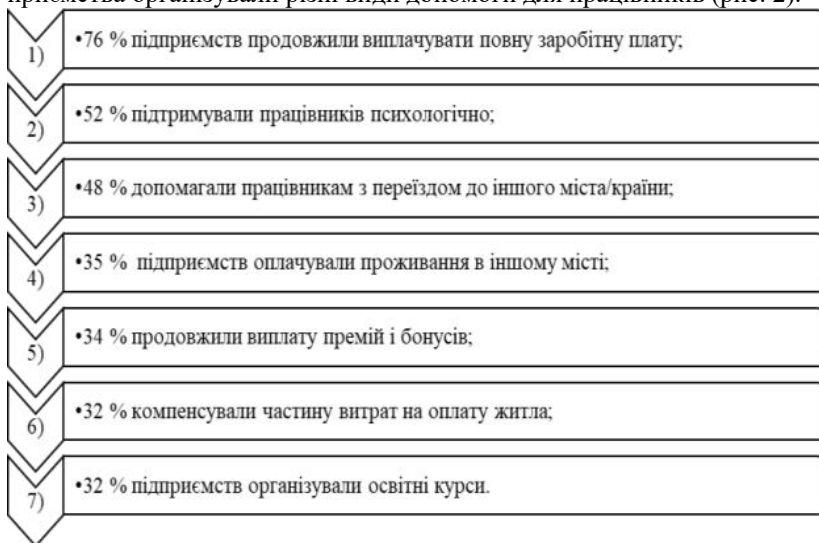 приємства організували різні види допомоги для працівників (рис. 2).
1) •76 % підприємств продовжили виплачувати повну заробітну плату;
2) •52 % підтримували працівників психологічно;
3) •48 % допомагали працівникам з переїздом до іншого міста/країни;
4) •35 % підприємств оплачували проживання в іншому місті;
5) •34 % продовжили виплату премій і бонусів;
6) •32 % компенсували частину витрат на оплату житла;
7) •32 % підприємств організували освітні курси.